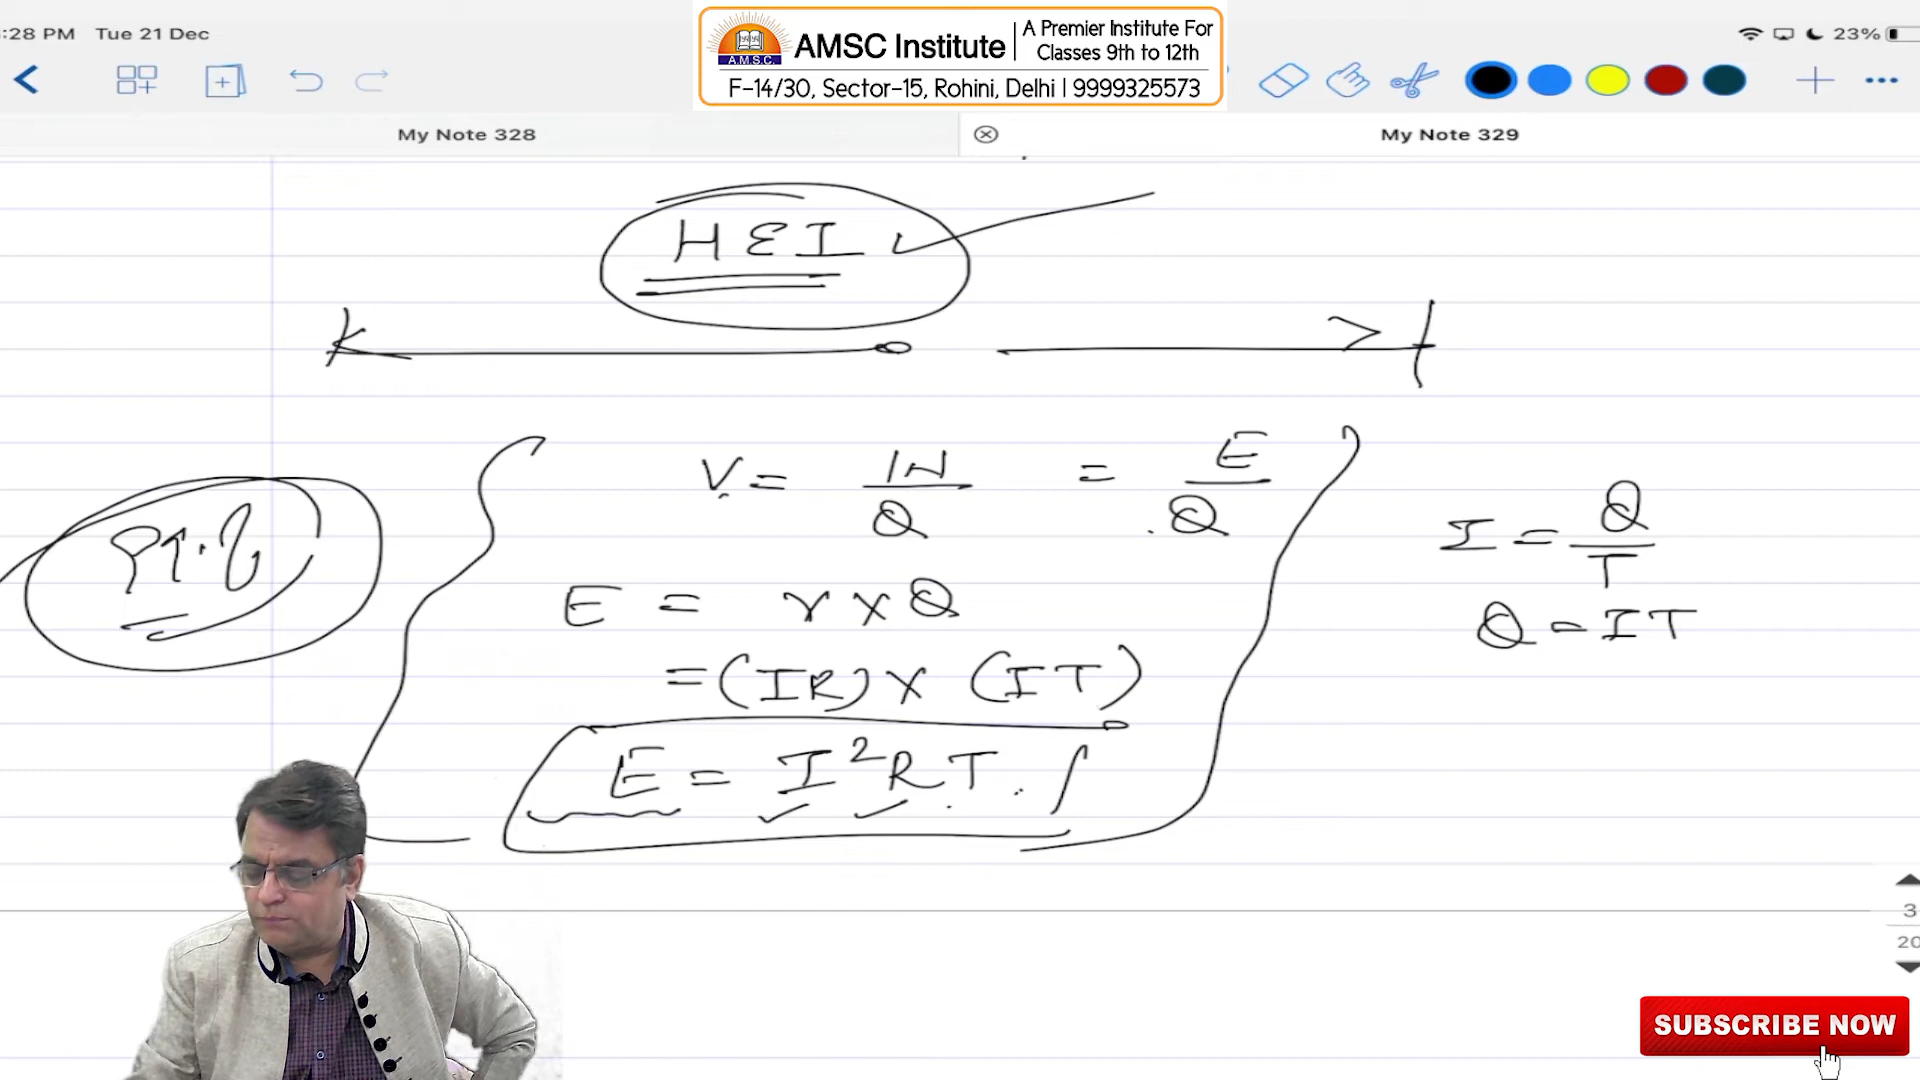 :28 PM Tue 21 Dec
23%
AMSC Institute
A.M.S.C.
A Premier Institute For
Classes 9th to 12th
F-14/30, Sector-15, Rohini, Delhi | 9999325573
My Note 328
My Note 329
HEI
V = W/Q = E/Q
I = Q/T
E = V × Q
Q = IT
= (IR) × (IT)
E = I²RT.
3
20
SUBSCRIBE NOW